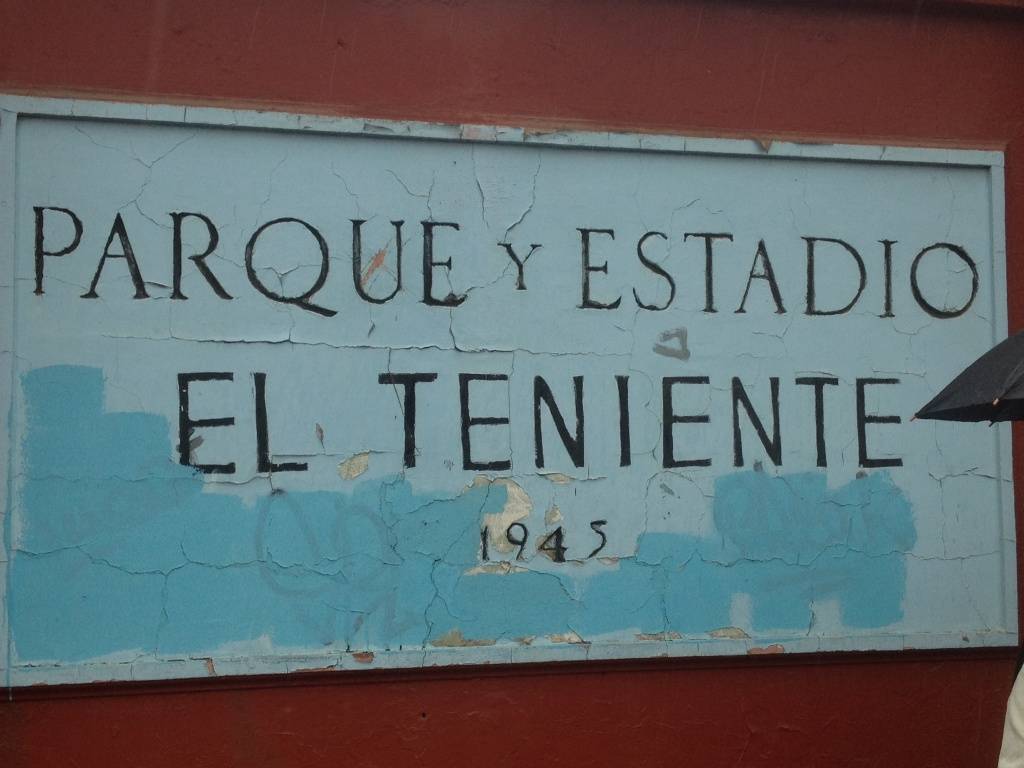 PARQUE Y ESTADIO
EL TENIENTE
1945